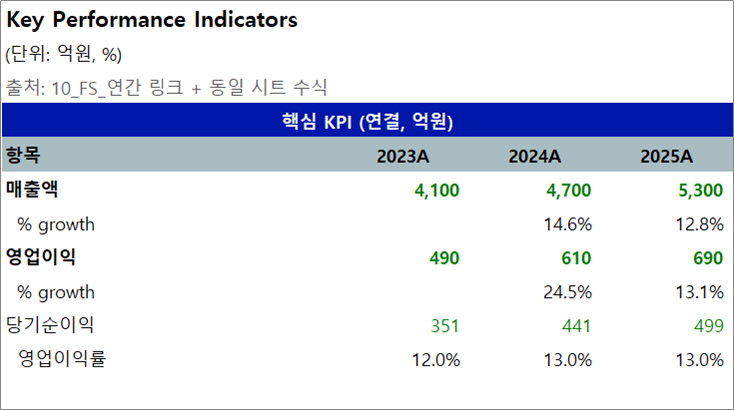 Key Performance Indicators
(단위: 억원, %)
출처: 10_FS_연간 링크 + 동일 시트 수식
핵심 KPI (연결, 억원)
항목 2023A 2024A 2025A
매출액 4,100 4,700 5,300
% growth 14.6% 12.8%
영업이익 490 610 690
% growth 24.5% 13.1%
당기순이익 351 441 499
영업이익률 12.0% 13.0% 13.0%